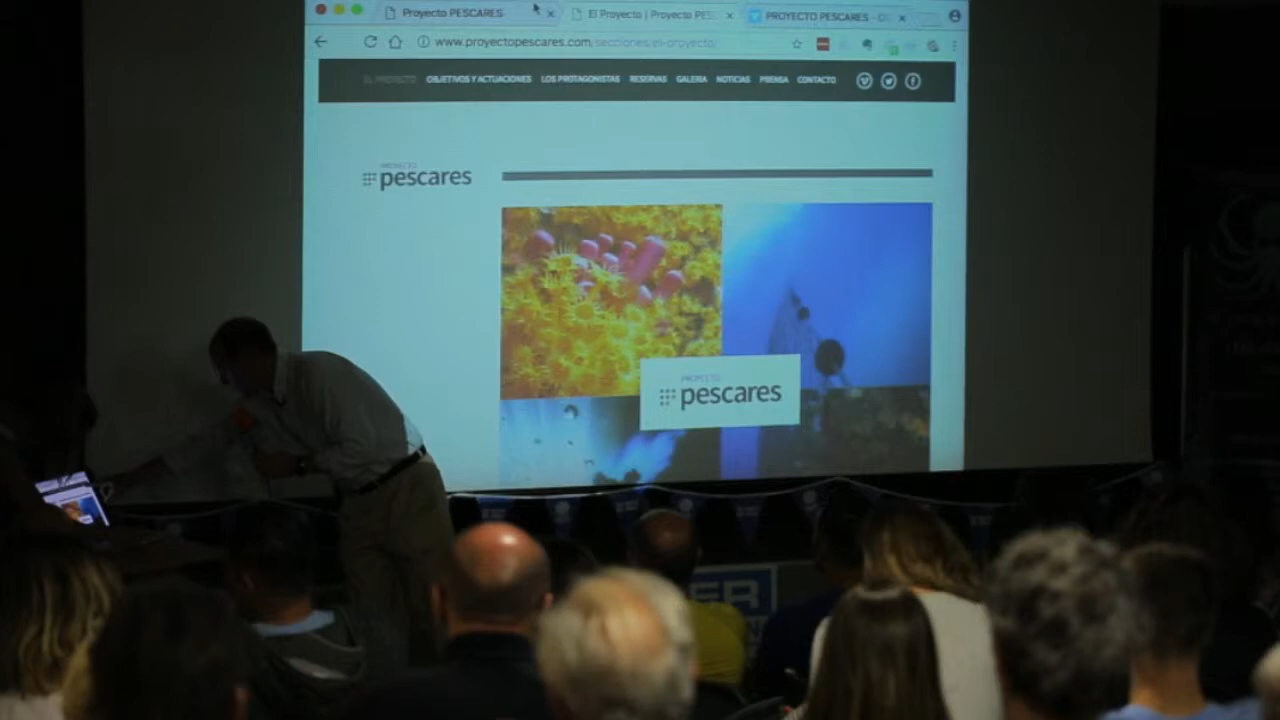 Proyecto PESCARES
El Proyecto | Proyecto PES
PROYECTO PESCARES - O
www.proyectopescares.com/secciones/el-proyecto/
EL PROYECTO OBJETIVOS Y ACTUACIONES LOS PROTAGONISTAS RESERVAS GALERIA NOTICIAS PRENSA CONTACTO
PROYECTO
pescares
PROYECTO
pescares
ER